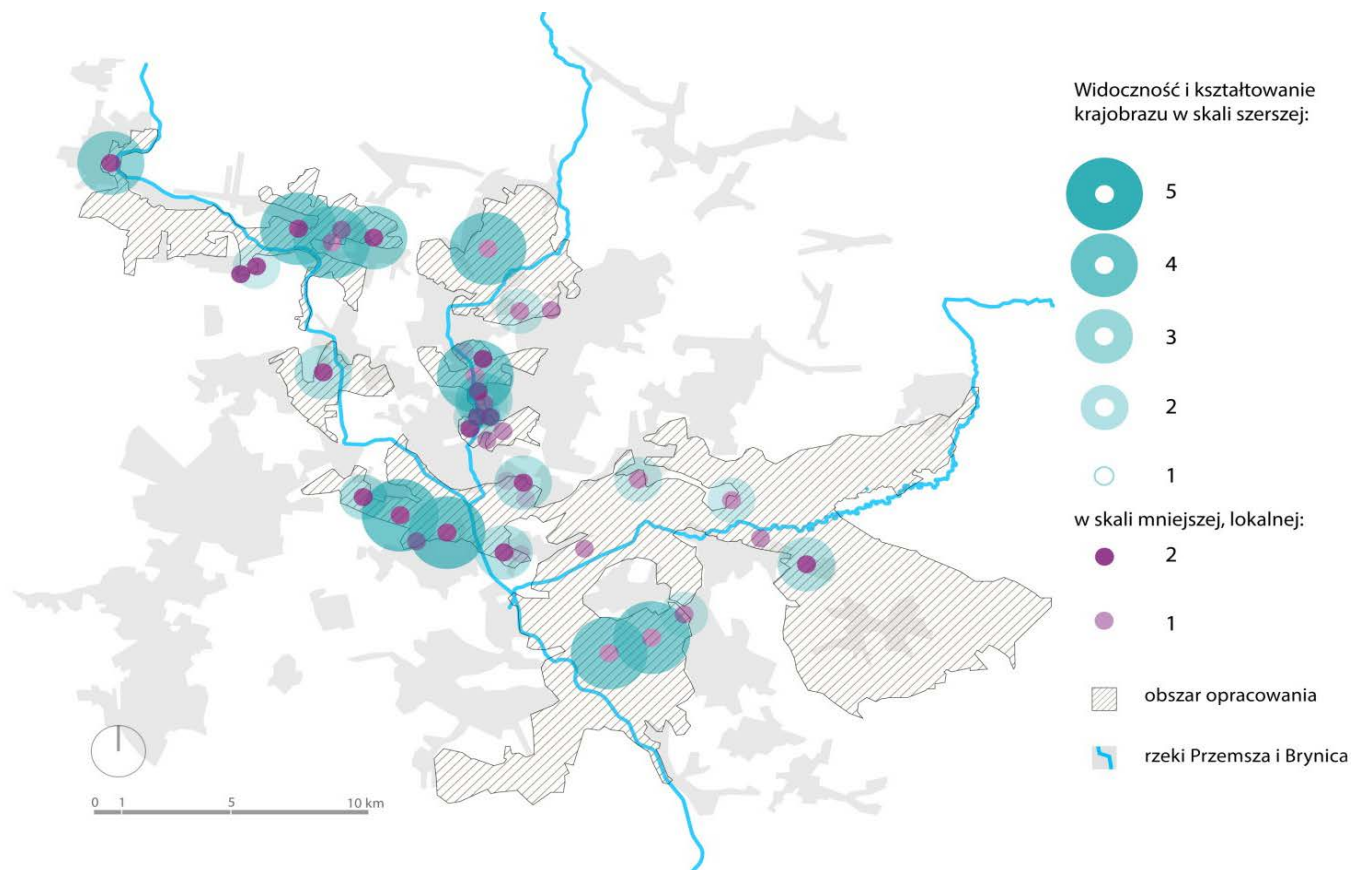 Widoczność i kształtowanie
krajobrazu w skali szerszej:
5
4
3
2
1
w skali mniejszej, lokalnej:
2
1
obszar opracowania
rzeki Przemsza i Brynica
0 1 5 10 km